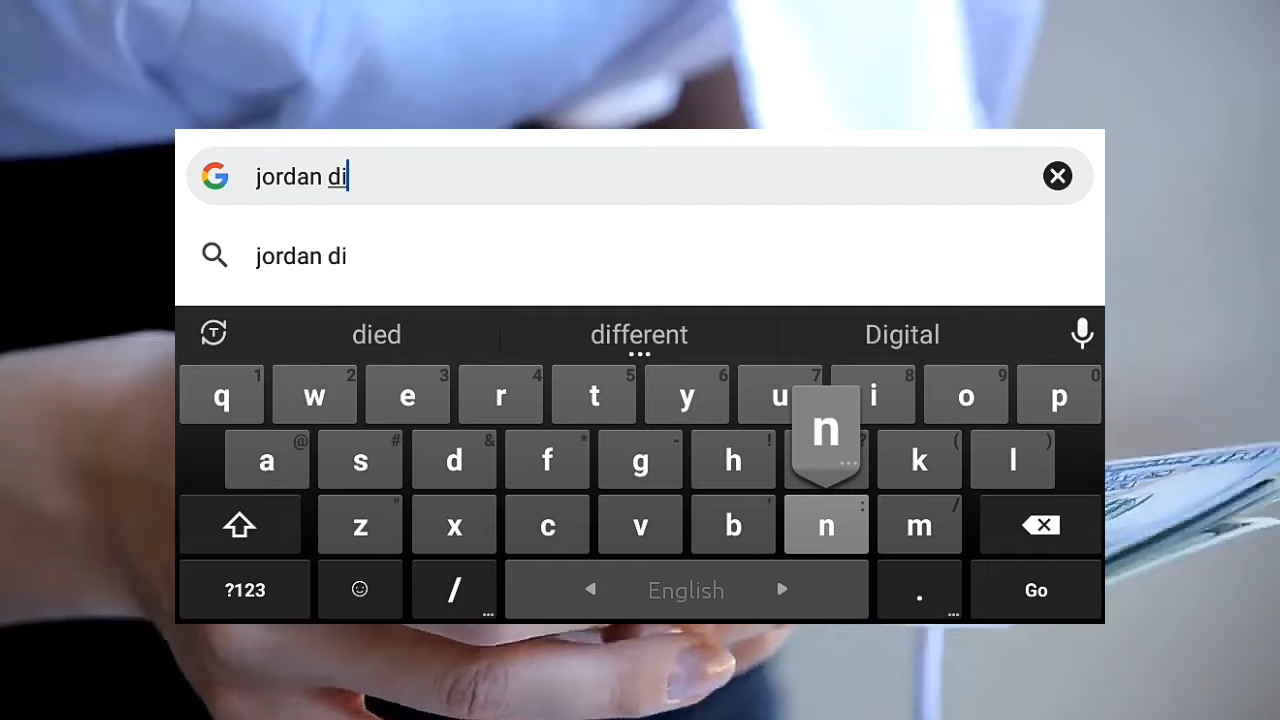 jordan di
jordan di
died different Digital
q 1 w 2 e 3 r 4 t 5 y 6 u 7 i 8 o 9 p 0
a @ s # d & f * g - h ! n ? k ( l )
z " x c v b ' n : m /
?123 / English . Go